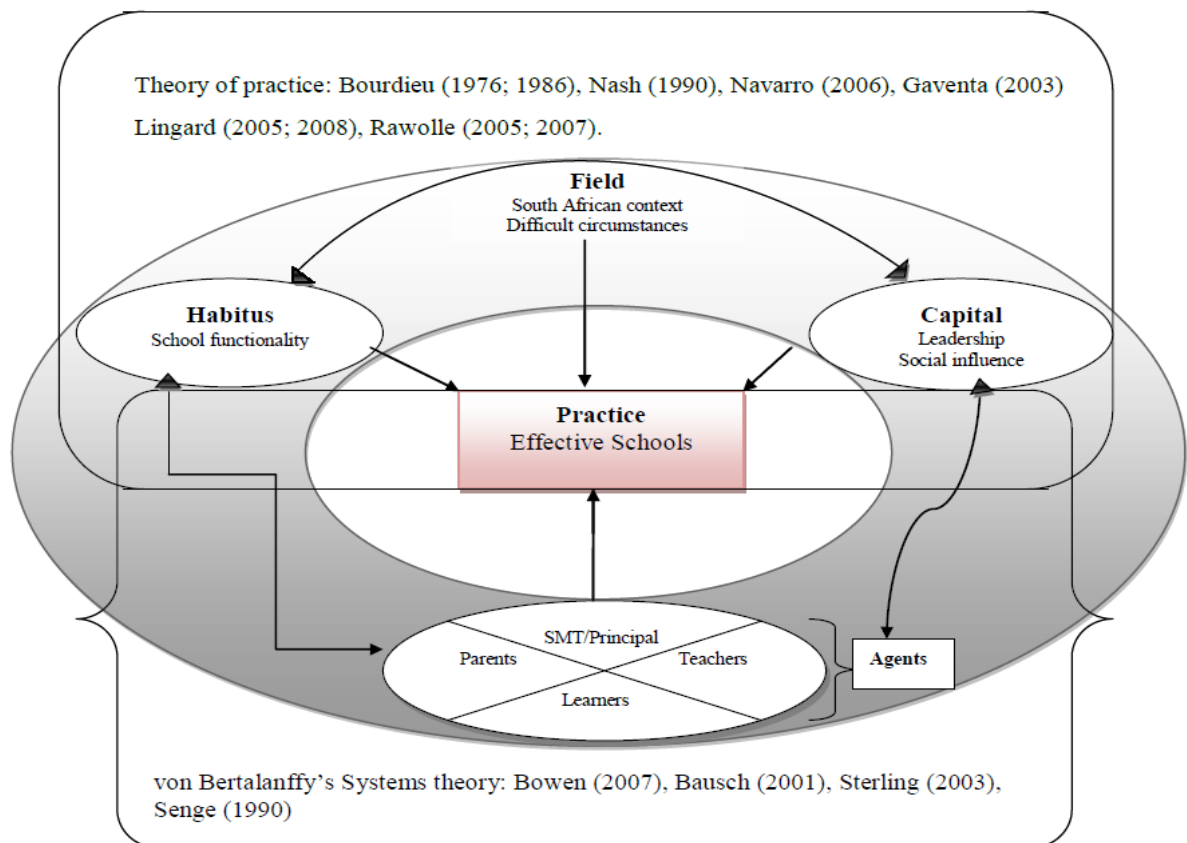 Theory of practice: Bourdieu (1976; 1986), Nash (1990), Navarro (2006), Gaventa (2003)
Lingard (2005; 2008), Rawolle (2005; 2007).
Field
South African context
Difficult circumstances
Habitus
School functionality
Capital
Leadership
Social influence
Practice
Effective Schools
SMT/Principal
Parents
Teachers
Learners
Agents
von Bertalanffy's Systems theory: Bowen (2007), Bausch (2001), Sterling (2003),
Senge (1990)